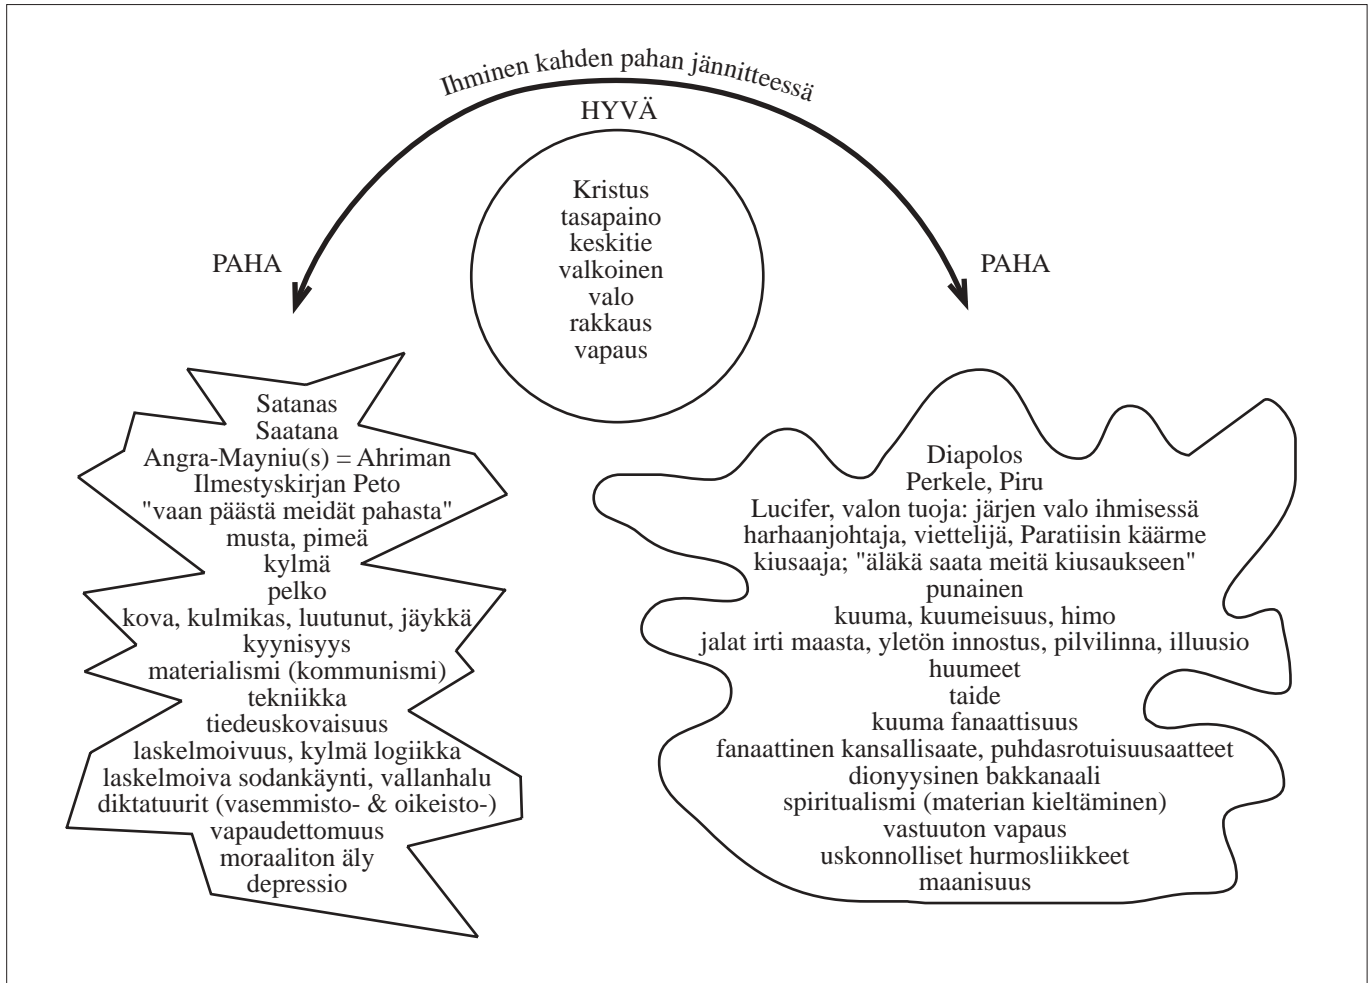 Ihminen kahden pahan jännitteessä
HYVÄ
Kristus
tasapaino
keskitie
valkoinen
valo
rakkaus
vapaus
PAHA
PAHA
Satanas
Saatana
Angra-Mayniu(s) = Ahriman
Ilmestyskirjan Peto
"vaan päästä meidät pahasta"
musta, pimeä
kylmä
pelko
kova, kulmikas, luutunut, jäykkä
kyynisyys
materialismi (kommunismi)
tekniikka
tiedeuskovaisuus
laskelmoivuus, kylmä logiikka
laskelmoiva sodankäynti, vallanhalu
diktatuurit (vasemmisto- & oikeisto-)
vapaudettomuus
moraaliton äly
depressio
Diapolos
Perkele, Piru
Lucifer, valon tuoja: järjen valo ihmisessä
harhaanjohtaja, viettelijä, Paratiisin käärme
kiusaaja; "äläkä saata meitä kiusaukseen"
punainen
kuuma, kuumeisuus, himo
jalat irti maasta, yletön innostus, pilvilinna, illuusio
huumeet
taide
kuuma fanaattisuus
fanaattinen kansallisaate, puhdasrotuisuusaatteet
dionyysinen bakkanaali
spiritualismi (materian kieltäminen)
vastuuton vapaus
uskonnolliset hurmosliikkeet
maanisuus